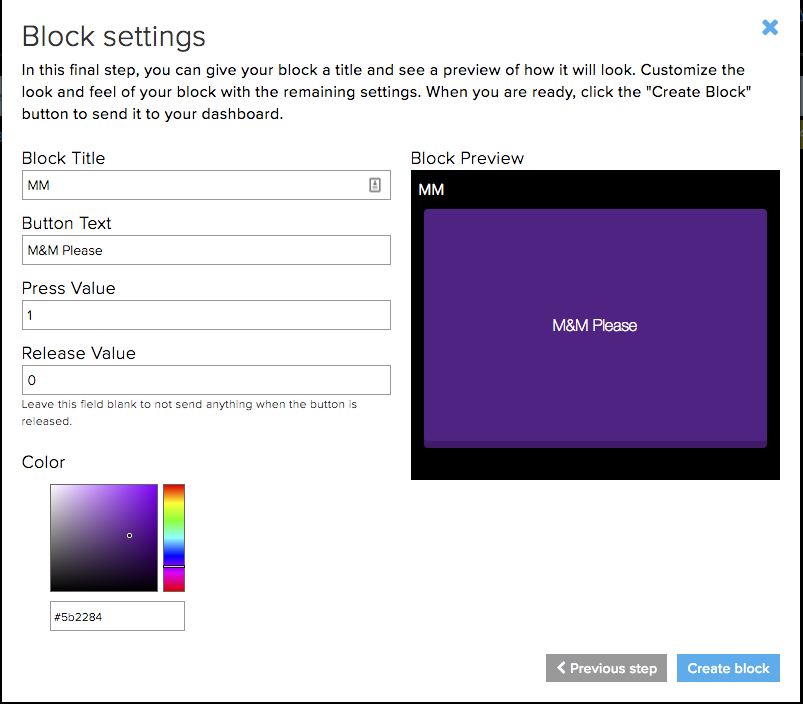 Block settings
In this final step, you can give your block a title and see a preview of how it will look. Customize the
look and feel of your block with the remaining settings. When you are ready, click the "Create Block"
button to send it to your dashboard.
Block Title
MM
Button Text
M&M Please
Press Value
1
Release Value
0
Leave this field blank to not send anything when the button is
released.
Color
#5b2284
Block Preview
MM
M&M Please
Previous step
Create block